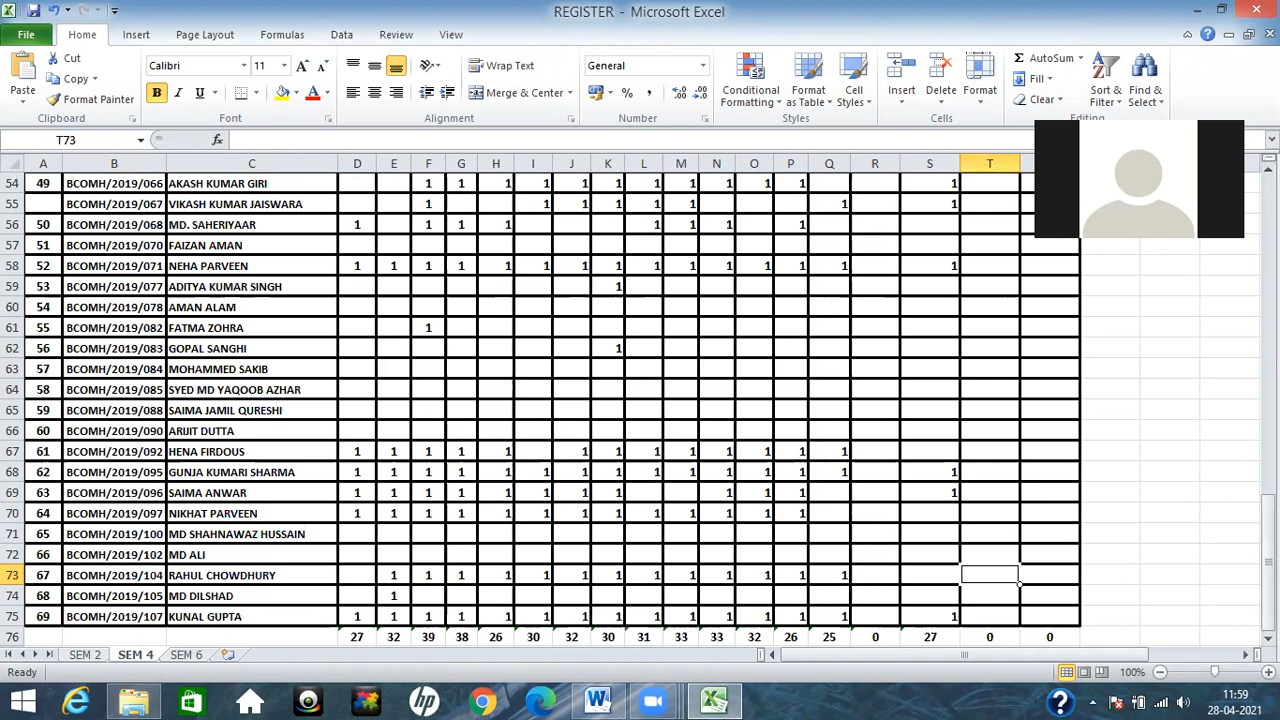 REGISTER - Microsoft Excel
File Home Insert Page Layout Formulas Data Review View
Paste Cut Copy Format Painter Clipboard
Calibri 11 A A B I U A Font
Wrap Text Merge & Center Alignment
General % , .0 .00 .00 .0 Number
Conditional Formatting Format as Table Cell Styles Styles
Insert Delete Format Cells
Σ AutoSum Fill Clear Sort & Filter Find & Select Editing
T73 fx
A B C D E F G H I J K L M N O P Q R S T
54 49 BCOMH/2019/066 AKASH KUMAR GIRI 1 1 1 1 1 1 1 1 1 1 1 1
55 BCOMH/2019/067 VIKASH KUMAR JAISWARA 1 1 1 1 1 1 1 1
56 50 BCOMH/2019/068 MD. SAHERIYAAR 1 1 1 1 1 1 1 1
57 51 BCOMH/2019/070 FAIZAN AMAN
58 52 BCOMH/2019/071 NEHA PARVEEN 1 1 1 1 1 1 1 1 1 1 1 1 1 1 1
59 53 BCOMH/2019/077 ADITYA KUMAR SINGH 1
60 54 BCOMH/2019/078 AMAN ALAM
61 55 BCOMH/2019/082 FATMA ZOHRA 1
62 56 BCOMH/2019/083 GOPAL SANGHI 1
63 57 BCOMH/2019/084 MOHAMMED SAKIB
64 58 BCOMH/2019/085 SYED MD YAQOOB AZHAR
65 59 BCOMH/2019/088 SAIMA JAMIL QURESHI
66 60 BCOMH/2019/090 ARIJIT DUTTA
67 61 BCOMH/2019/092 HENA FIRDOUS 1 1 1 1 1 1 1 1 1 1 1 1 1
68 62 BCOMH/2019/095 GUNJA KUMARI SHARMA 1 1 1 1 1 1 1 1 1 1 1 1 1 1 1
69 63 BCOMH/2019/096 SAIMA ANWAR 1 1 1 1 1 1 1 1 1 1 1 1
70 64 BCOMH/2019/097 NIKHAT PARVEEN 1 1 1 1 1 1 1 1 1 1 1 1 1
71 65 BCOMH/2019/100 MD SHAHNAWAZ HUSSAIN
72 66 BCOMH/2019/102 MD ALI
73 67 BCOMH/2019/104 RAHUL CHOWDHURY 1 1 1 1 1 1 1 1 1 1 1 1 1
74 68 BCOMH/2019/105 MD DILSHAD 1
75 69 BCOMH/2019/107 KUNAL GUPTA 1 1 1 1 1 1 1 1 1 1 1 1 1 1 1
76 27 32 39 38 26 30 32 30 31 33 33 32 26 25 0 27 0 0
SEM 2 SEM 4 SEM 6
Ready 100%
hp W 11:59
28-04-2021